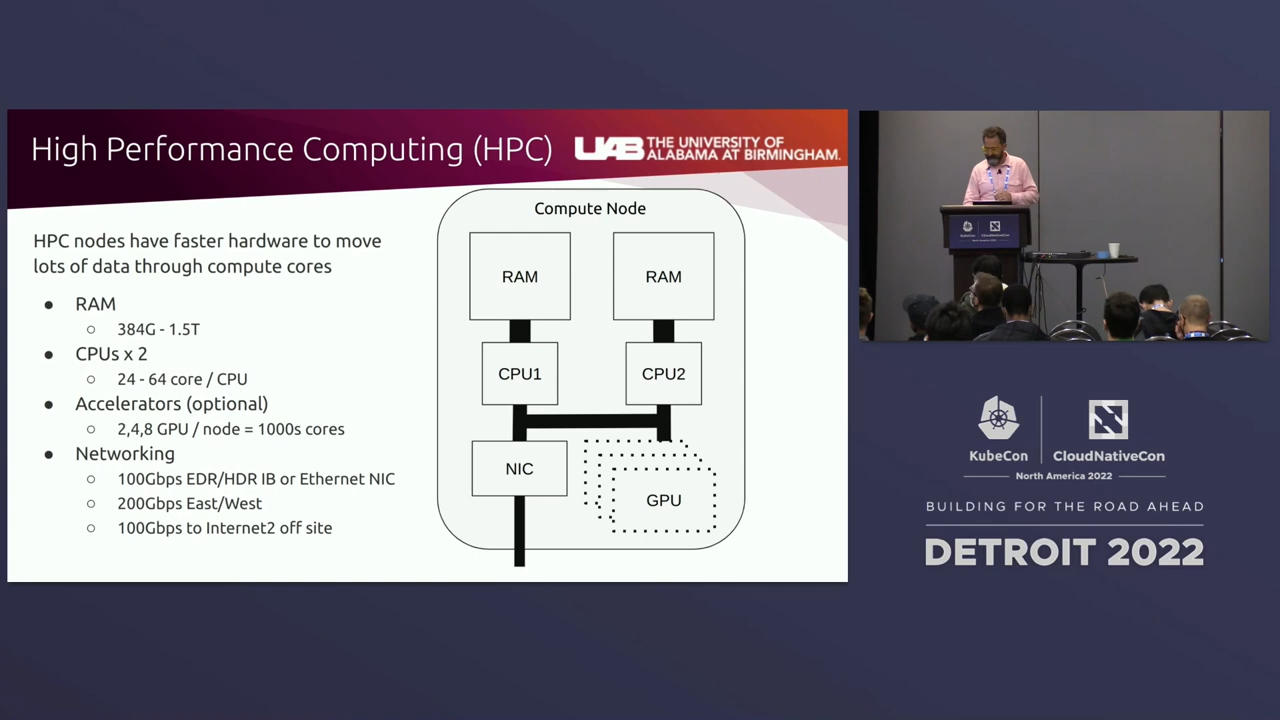 High Performance Computing (HPC)
UAB THE UNIVERSITY OF
ALABAMA AT BIRMINGHAM.
HPC nodes have faster hardware to move
lots of data through compute cores
● RAM
○ 384G - 1.5T
● CPUs x 2
○ 24 - 64 core / CPU
● Accelerators (optional)
○ 2,4,8 GPU / node = 1000s cores
● Networking
○ 100Gbps EDR/HDR IB or Ethernet NIC
○ 200Gbps East/West
○ 100Gbps to Internet2 off site
Compute Node
RAM
RAM
CPU1
CPU2
NIC
GPU
KubeCon
CloudNativeCon
KubeCon
CloudNativeCon
North America 2022
BUILDING FOR THE ROAD AHEAD
DETROIT 2022